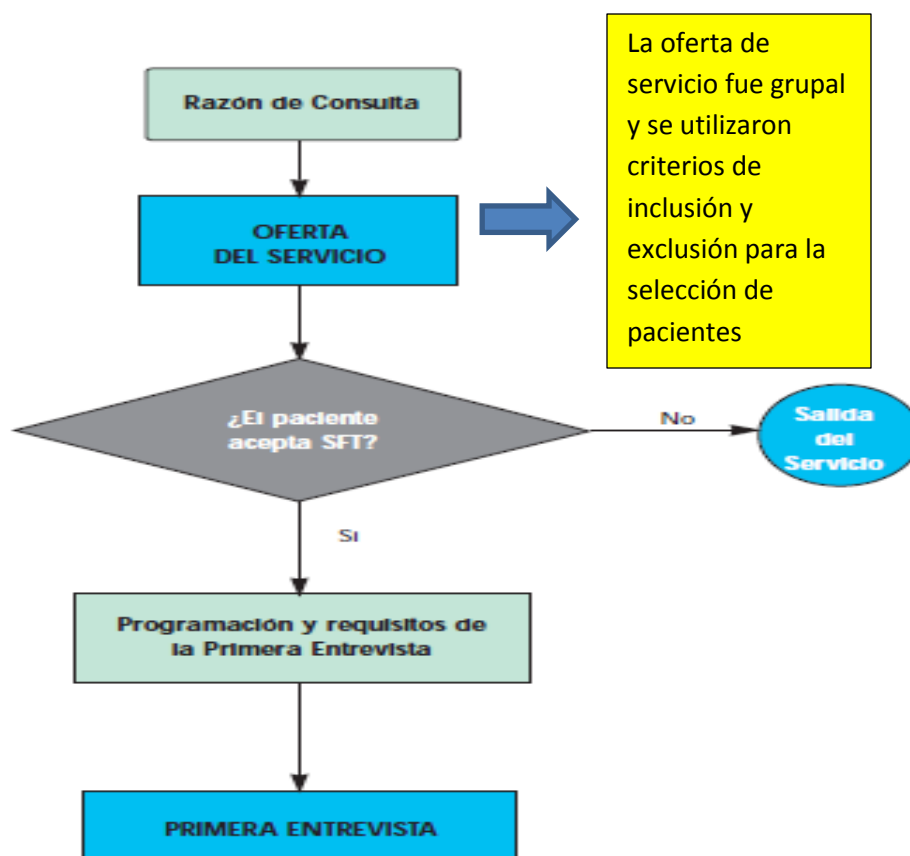 Razón de Consulta
OFERTA
DEL SERVICIO
La oferta de
servicio fue grupal
y se utilizaron
criterios de
inclusión y
exclusión para la
selección de
pacientes
¿El paciente
acepta SFT?
No
Salida
del
Servicio
Si
Programación y requisitos de
la Primera Entrevista
PRIMERA ENTREVISTA